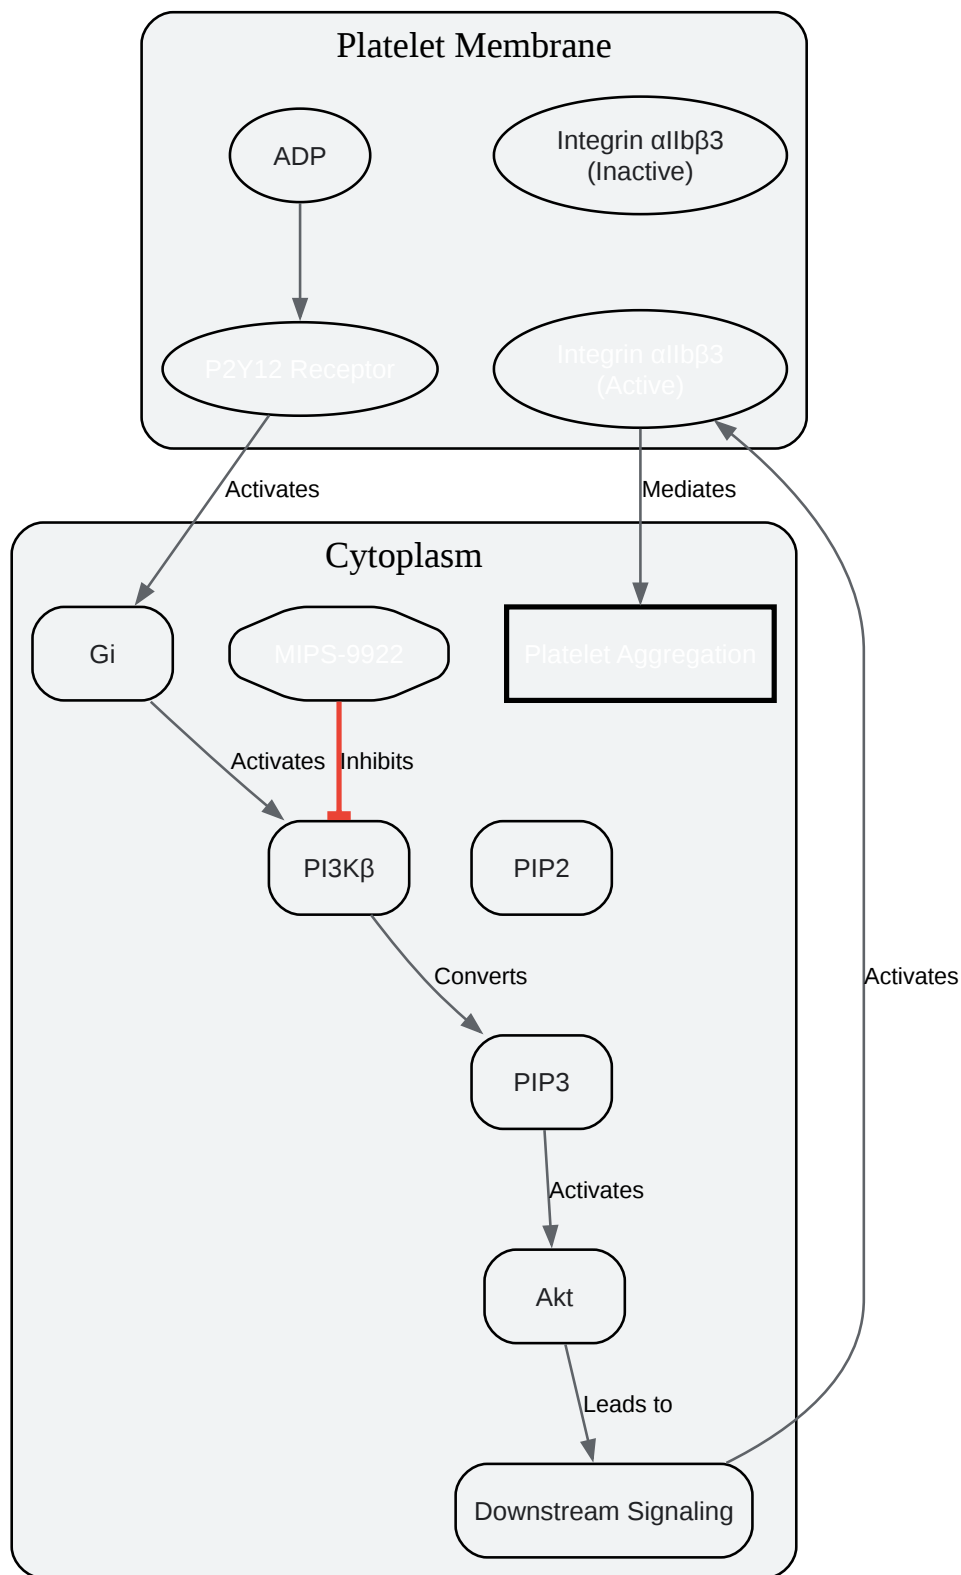 Platelet Membrane
ADP
Integrin αIIbβ3
(Inactive)
P2Y12 Receptor
Integrin αIIbβ3
(Active)
Activates
Mediates
Cytoplasm
Gi
MIPS-9922
Platelet Aggregation
Activates
Inhibits
PI3Kβ
PIP2
Converts
Activates
PIP3
Activates
Akt
Leads to
Downstream Signaling